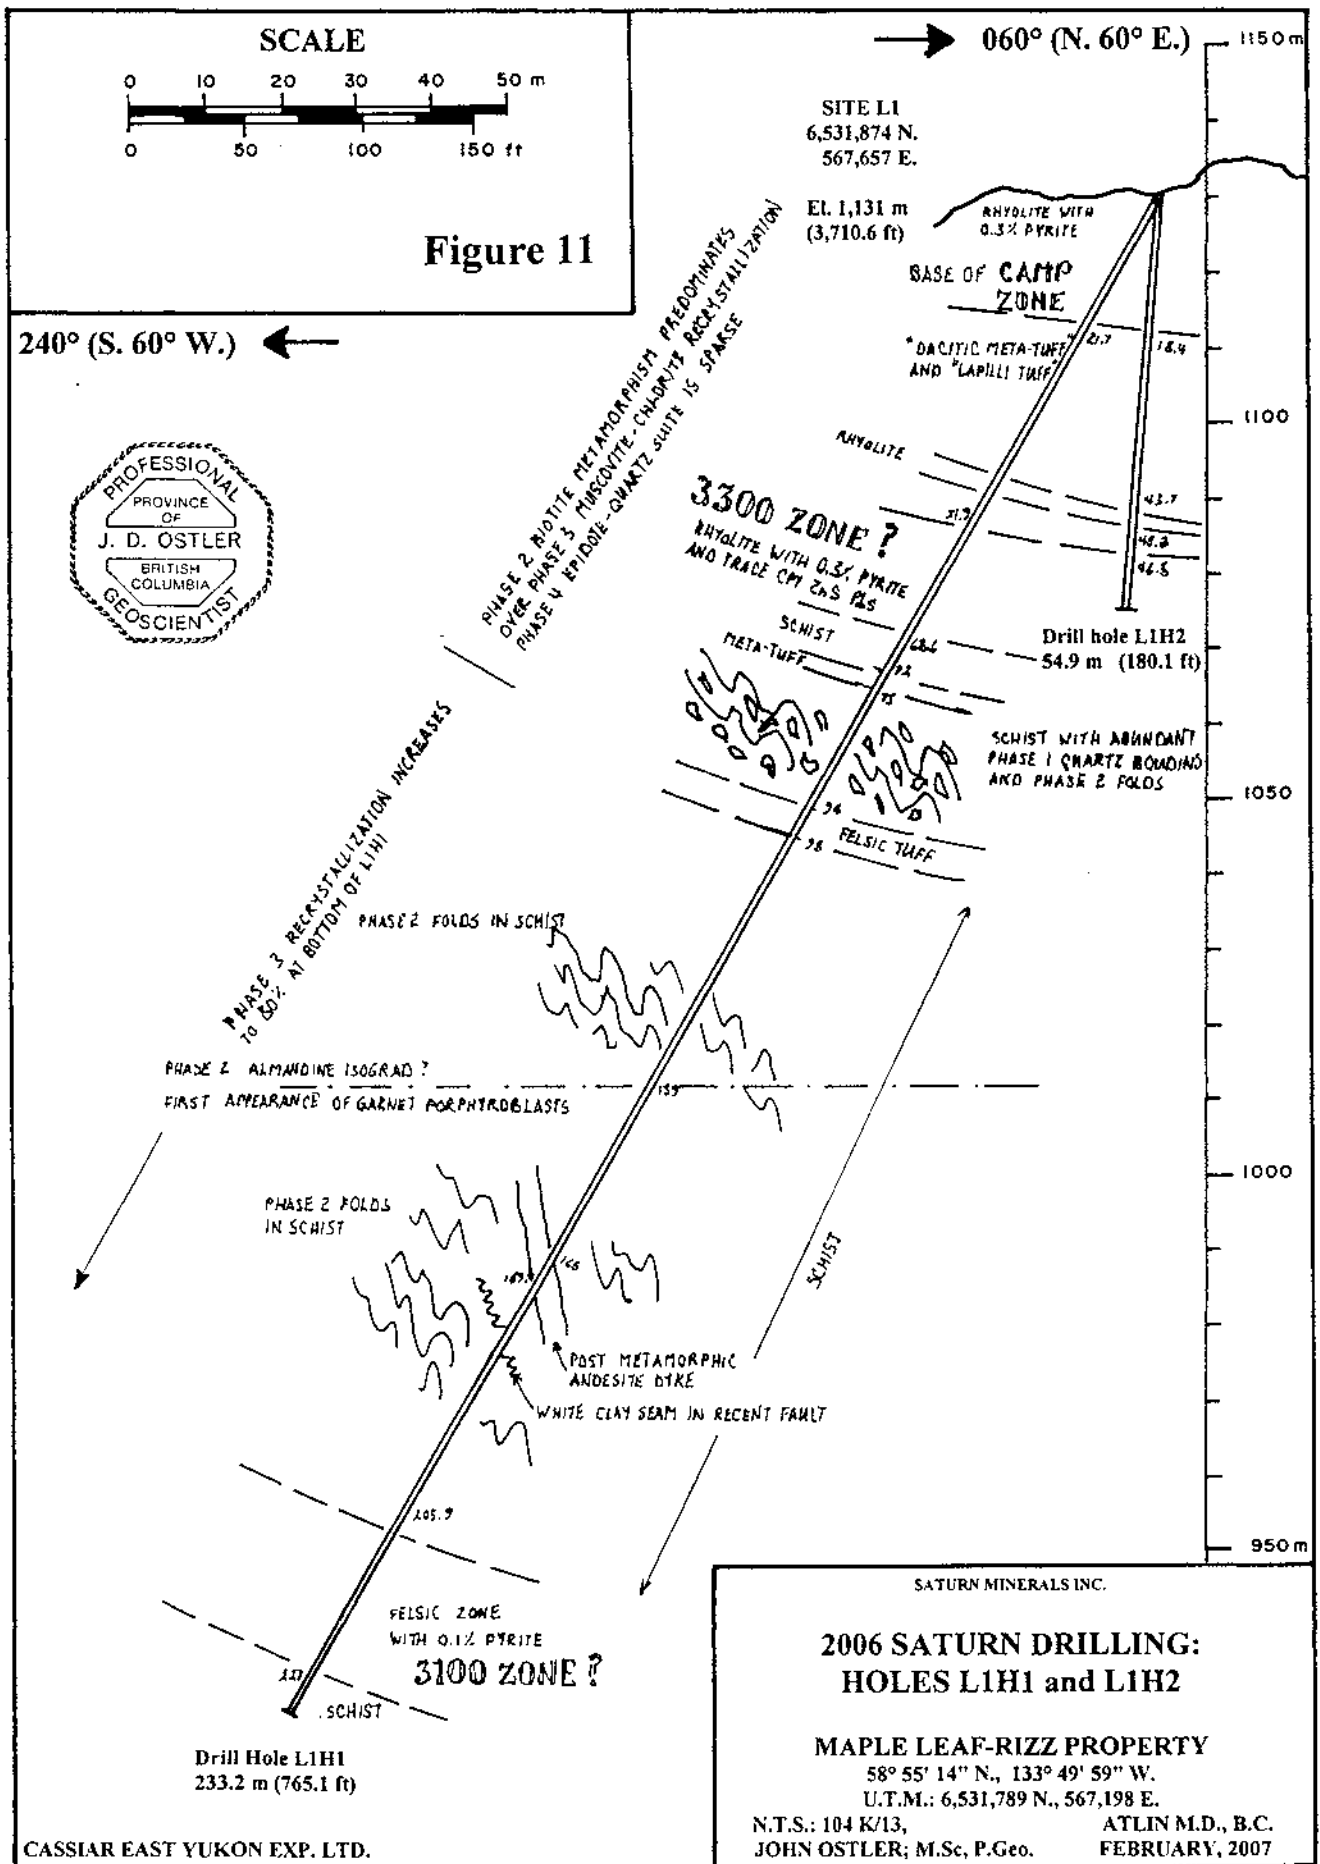 SCALE
0 10 20 30 40 50 m
0 50 100 150 ft
Figure 11
060° (N. 60° E.)
1150 m
SITE L1
6,531,874 N.
567,657 E.
El. 1,131 m
(3,710.6 ft)
RHYOLITE WITH
0.3% PYRITE
BASE OF CAMP
ZONE
240° (S. 60° W.)
"DACITIC META-TUFF"
AND "LAPILLI TUFF"
21.7
18.4
1100
PROFESSIONAL
PROVINCE
OF
J. D. OSTLER
BRITISH
COLUMBIA
GEOSCIENTIST
PHASE 2 BIOTITE METAMORPHISM PREDOMINATES
OVER PHASE 3 MUSCOVITE-CHLORITE RECRYSTALLIZATION
PHASE 4 EPIDOTE-QUARTZ SUITE IS SPARSE
RHYOLITE
43.7
46.5
3300 ZONE ?
RHYOLITE WITH 0.3% PYRITE
AND TRACE CPY ZnS PbS
SCHIST
68.6
META-TUFF
72
75
Drill hole L1H2
54.9 m (180.1 ft)
SCHIST WITH ABUNDANT
PHASE 1 QUARTZ BOUDINS
AND PHASE 2 FOLDS
1050
94
FELSIC TUFF
98
PHASE 3 RECRYSTALLIZATION INCREASES
AT BOTTOM OF L1H1
PHASE 2 FOLDS IN SCHIST
PHASE 2 ALMANDINE ISOGRAD ?
FIRST APPEARANCE OF GARNET PORPHYROBLASTS
1000
PHASE 2 FOLDS
IN SCHIST
SCHIST
POST METAMORPHIC
ANDESITE DYKE
WHITE CLAY SEAM IN RECENT FAULT
205.9
950 m
FELSIC ZONE
WITH 0.1% PYRITE
3100 ZONE ?
SCHIST
Drill Hole L1H1
233.2 m (765.1 ft)
CASSIAR EAST YUKON EXP. LTD.
SATURN MINERALS INC.
2006 SATURN DRILLING:
HOLES L1H1 and L1H2
MAPLE LEAF-RIZZ PROPERTY
58° 55' 14" N., 133° 49' 59" W.
U.T.M.: 6,531,789 N., 567,198 E.
N.T.S.: 104 K/13, ATLIN M.D., B.C.
JOHN OSTLER; M.Sc, P.Geo. FEBRUARY, 2007